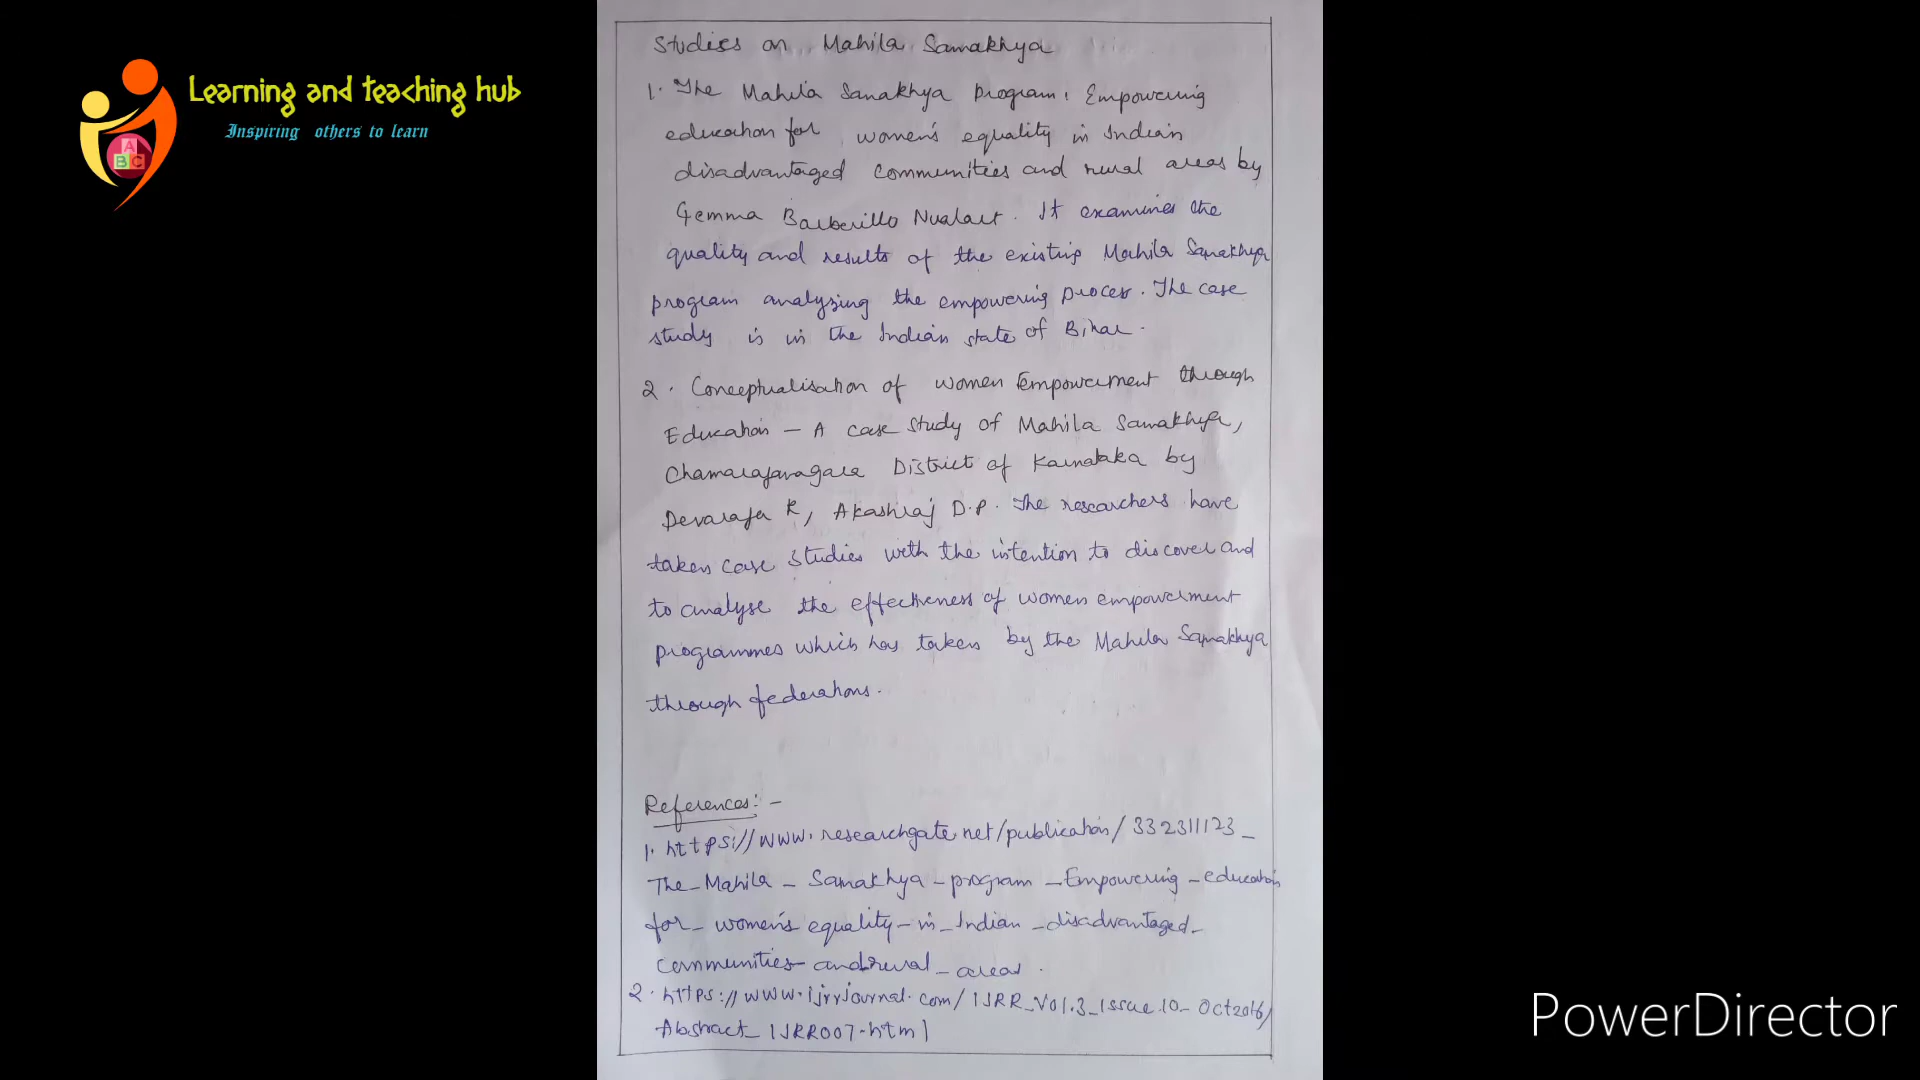 Learning and teaching hub
Inspiring others to learn
A
B C
Studies on Mahila Samakhya
1. The Mahila Samakhya program: Empowering
education for women's equality in Indian
disadvantaged communities and rural areas by
Gemma Barberillo Nualart. It examines the
quality and results of the existing Mahila Samakhya
program analyzing the empowering process. The case
study is in the Indian state of Bihar.
2. Conceptualisation of women Empowerment through
Education – A case study of Mahila Samakhya,
Chamarajanagara District of Karnataka by
Devaraja R, Akashraj D.P. The researchers have
taken case studies with the intention to discover and
to analyse the effectiveness of women empowerment
programmes which has taken by the Mahila Samakhya
through federations.
References:-
1. https://www.researchgate.net/publication/332311123_
The_Mahila_Samakhya_program_Empowering_education
for_women's equality_in_Indian_disadvantaged_
communities_and rural_areas.
2. https://www.ijrrjournal.com/IJRR_Vol.3_Issue.10_Oct2016/
Abstract_IJRR007.html
PowerDirector